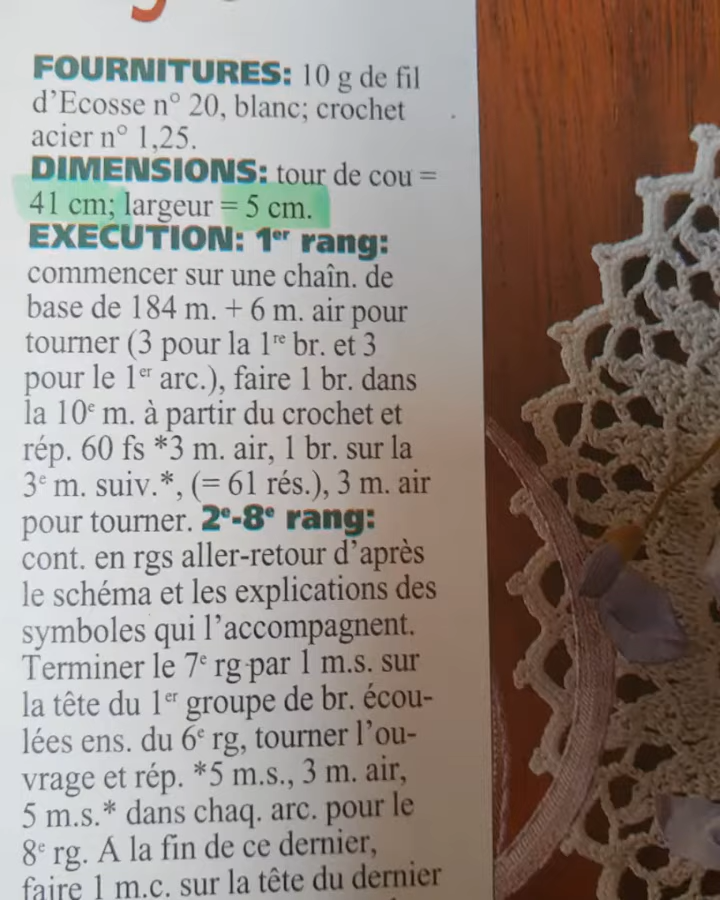 FOURNITURES: 10 g de fil
d'Ecosse n° 20, blanc; crochet
acier n° 1,25.
DIMENSIONS: tour de cou =
41 cm; largeur = 5 cm.
EXECUTION: 1er rang:
commencer sur une chaîn. de
base de 184 m. + 6 m. air pour
tourner (3 pour la 1re br. et 3
pour le 1er arc.), faire 1 br. dans
la 10e m. à partir du crochet et
rép. 60 fs *3 m. air, 1 br. sur la
3e m. suiv.*, (= 61 rés.), 3 m. air
pour tourner. 2e-8e rang:
cont. en rgs aller-retour d'après
le schéma et les explications des
symboles qui l'accompagnent.
Terminer le 7e rg par 1 m.s. sur
la tête du 1er groupe de br. écou-
lées ens. du 6e rg, tourner l'ou-
vrage et rép. *5 m.s., 3 m. air,
5 m.s.* dans chaq. arc. pour le
8e rg. A la fin de ce dernier,
faire 1 m.c. sur la tête du dernier